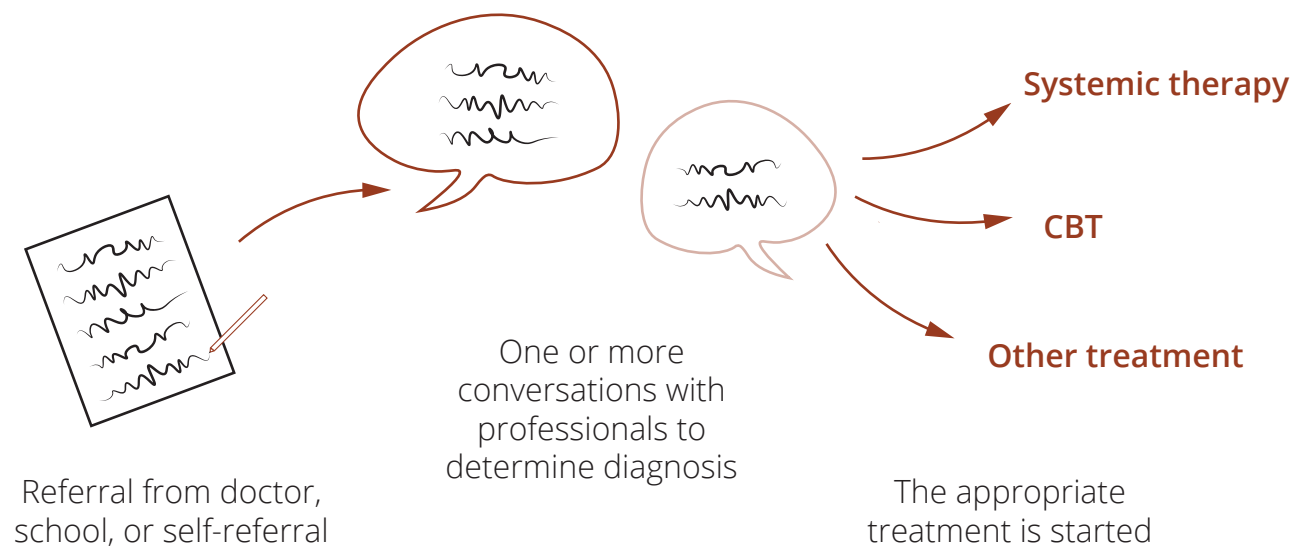 Referral from doctor,
school, or self-referral
One or more
conversations with
professionals to
determine diagnosis
Systemic therapy
CBT
Other treatment
The appropriate
treatment is started